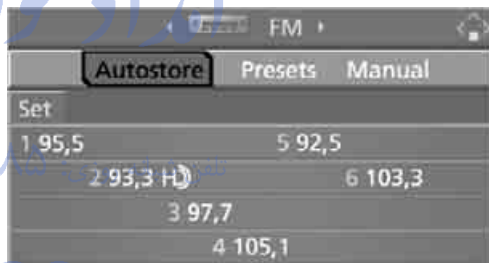 FM
Autostore Presets Manual
Set
1 95,5 5 92,5
2 93,3 HD 6 103,3
3 97,7
4 105,1